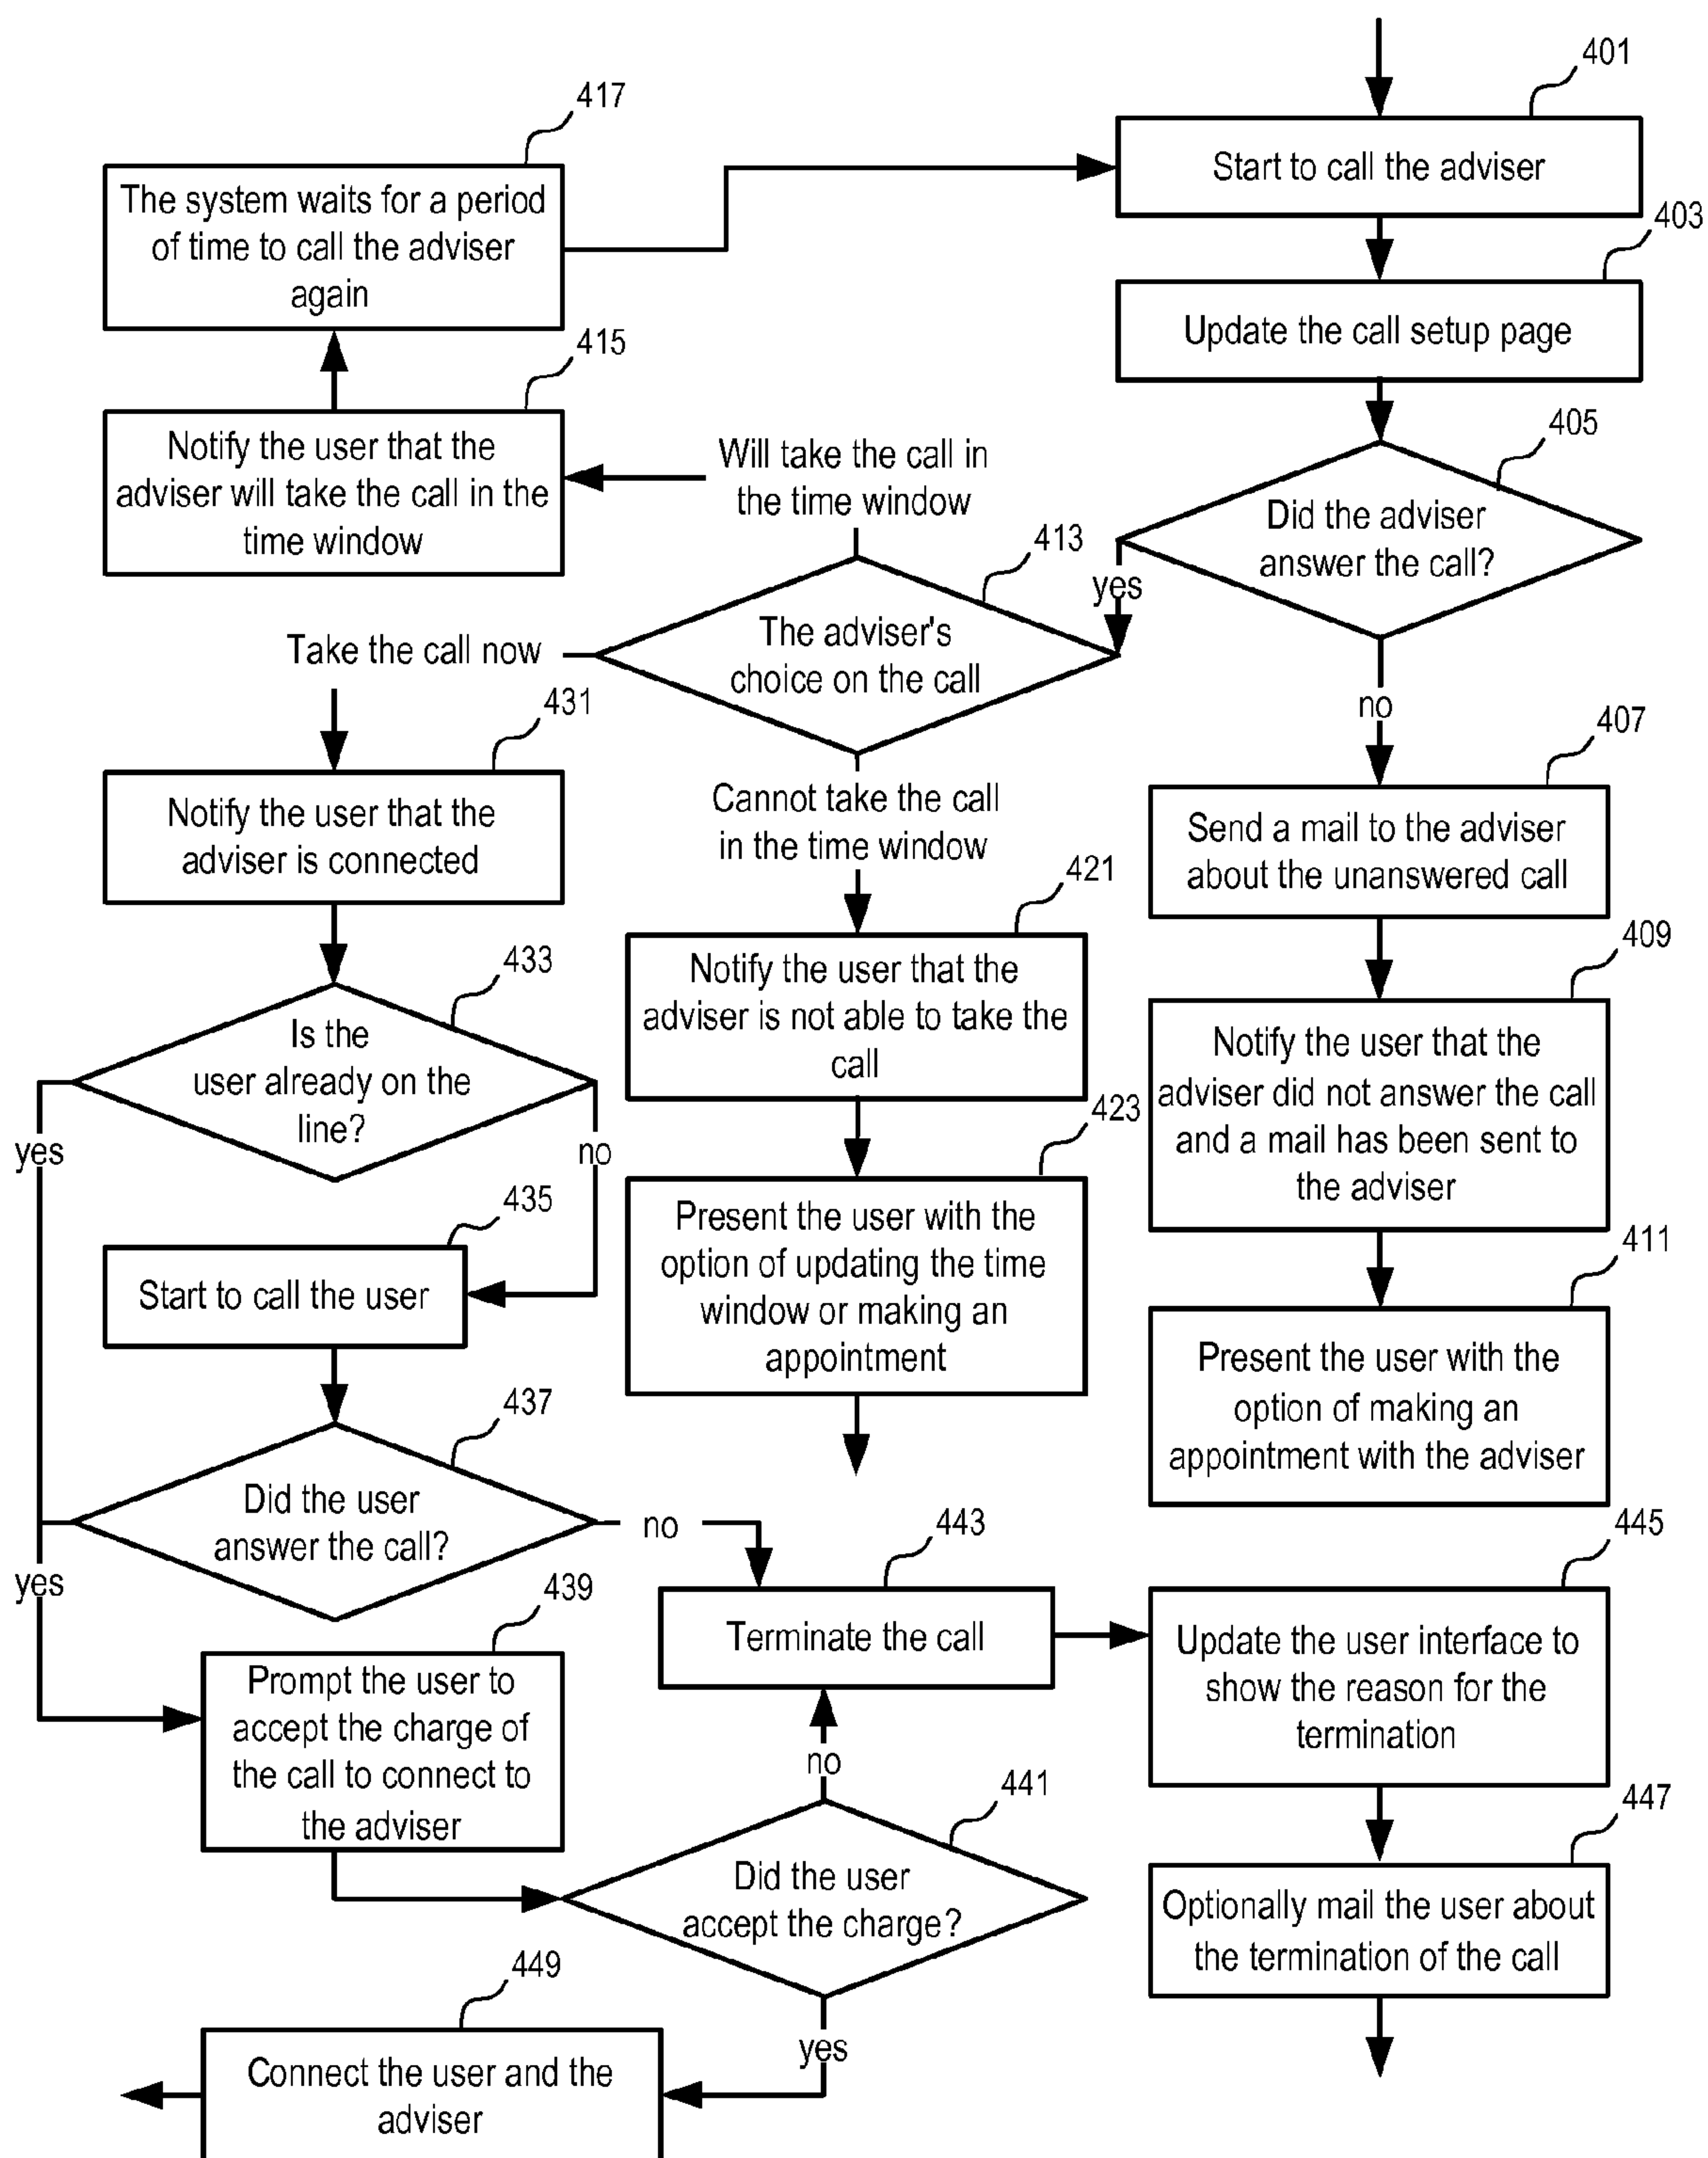 401
Start to call the adviser
403
Update the call setup page
405
Did the adviser
answer the call?
yes
no
407
Send a mail to the adviser
about the unanswered call
409
Notify the user that the
adviser did not answer the call
and a mail has been sent to
the adviser
411
Present the user with the
option of making an
appointment with the adviser
413
The adviser's
choice on the call
Will take the call in
the time window
415
Notify the user that the
adviser will take the call in the
time window
417
The system waits for a period
of time to call the adviser
again
Cannot take the call
in the time window
421
Notify the user that the
adviser is not able to take the
call
423
Present the user with the
option of updating the time
window or making an
appointment
Take the call now
431
Notify the user that the
adviser is connected
433
Is the
user already on the
line?
yes
no
435
Start to call the user
437
Did the user
answer the call?
yes
no
439
Prompt the user to
accept the charge of
the call to connect to
the adviser
441
Did the user
accept the charge?
no
yes
443
Terminate the call
445
Update the user interface to
show the reason for the
termination
447
Optionally mail the user about
the termination of the call
449
Connect the user and the
adviser